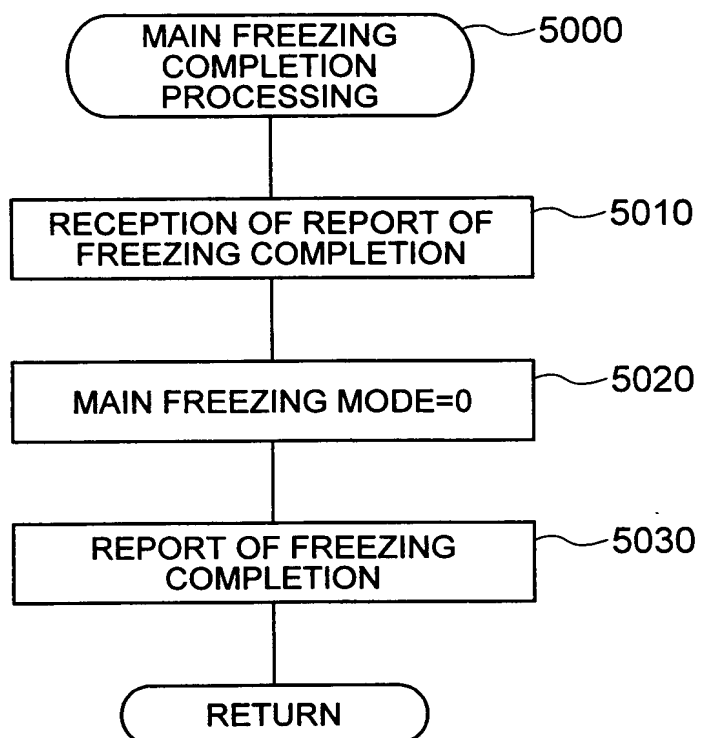 MAIN FREEZING
COMPLETION
PROCESSING
5000
RECEPTION OF REPORT OF
FREEZING COMPLETION
5010
MAIN FREEZING MODE=0
5020
REPORT OF FREEZING
COMPLETION
5030
RETURN